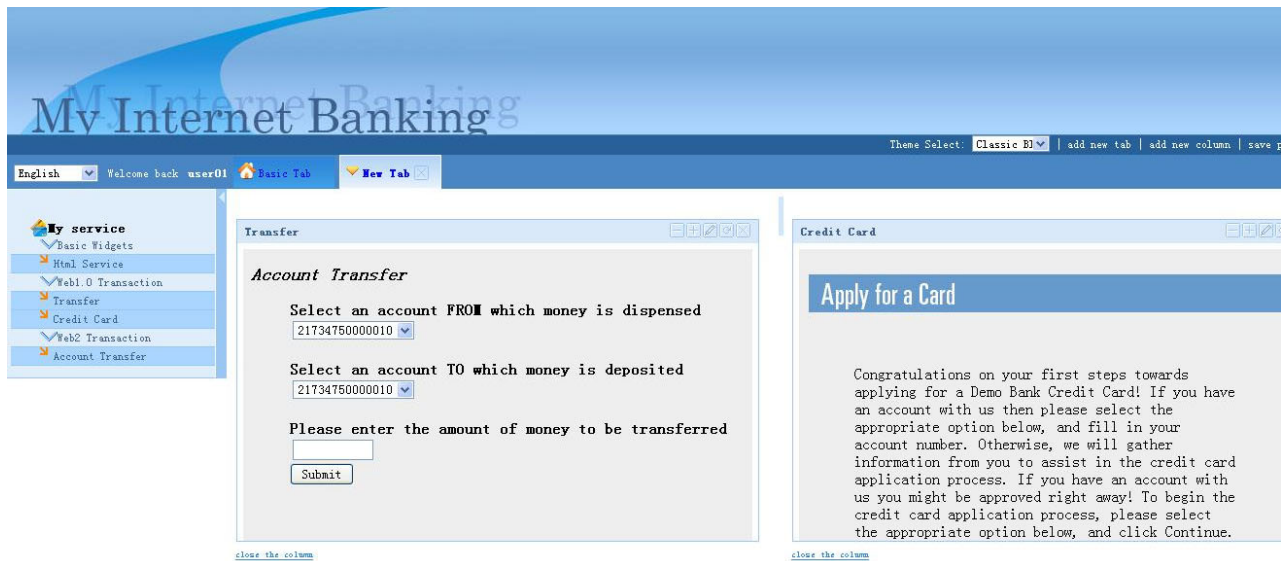 My Internet Banking
Theme Select: Classic Bl | add new tab | add new column | save p
English Welcome back user01 Basic Tab New Tab
My service
Basic Widgets
Html Service
Web1.0 Transaction
Transfer
Credit Card
Web2 Transaction
Account Transfer
Transfer
Account Transfer
Select an account FROM which money is dispensed
21734750000010
Select an account TO which money is deposited
21734750000010
Please enter the amount of money to be transferred
Submit
close the column
Credit Card
Apply for a Card
Congratulations on your first steps towards
applying for a Demo Bank Credit Card! If you have
an account with us then please select the
appropriate option below, and fill in your
account number. Otherwise, we will gather
information from you to assist in the credit card
application process. If you have an account with
us you might be approved right away! To begin the
credit card application process, please select
the appropriate option below, and click Continue.
close the column